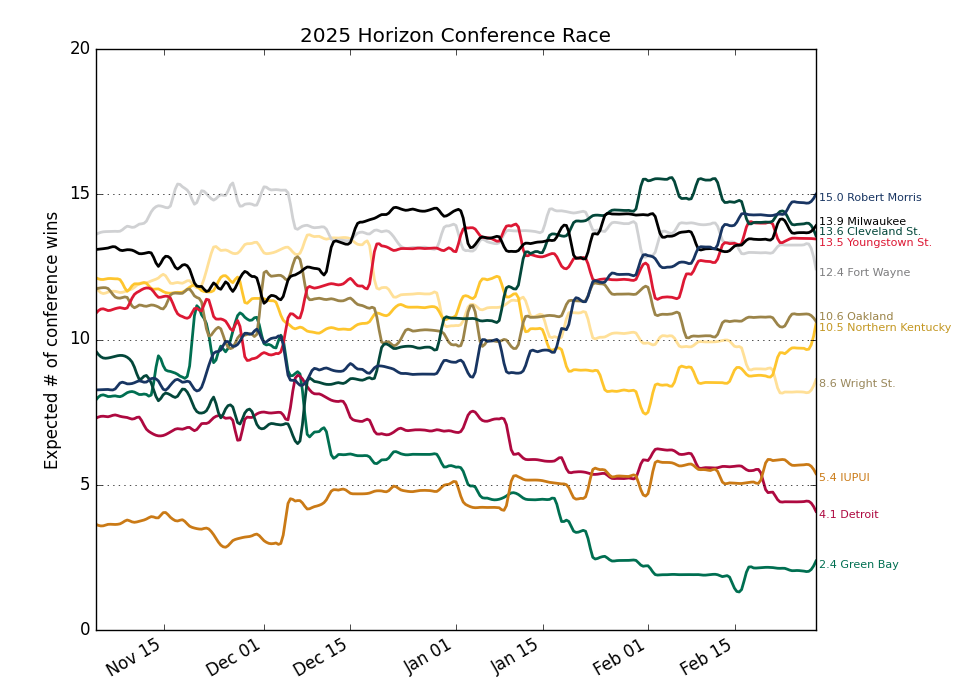 2025 Horizon Conference Race
Expected # of conference wins
20
15
10
5
0
15.0 Robert Morris
13.9 Milwaukee
13.6 Cleveland St.
13.5 Youngstown St.
12.4 Fort Wayne
10.6 Oakland
10.5 Northern Kentucky
8.6 Wright St.
5.4 IUPUI
4.1 Detroit
2.4 Green Bay
Nov 15
Dec 01
Dec 15
Jan 01
Jan 15
Feb 01
Feb 15